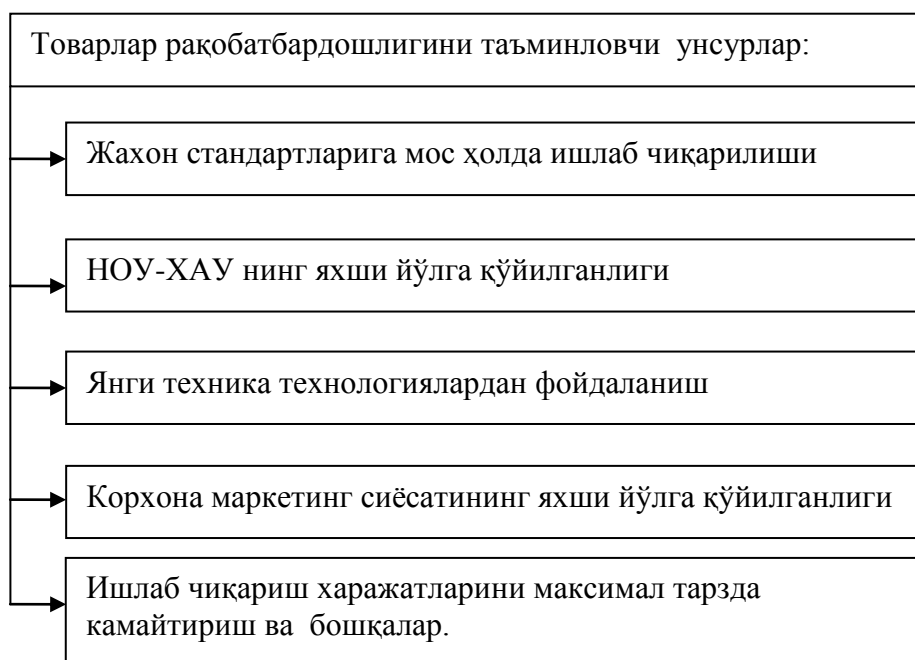 Товарлар рақобатбардошлигини таъминловчи унсурлар:
Жахон стандартларига мос ҳолда ишлаб чиқарилиши
НОУ-ХАУ нинг яхши йўлга қўйилганлиги
Янги техника технологиялардан фойдаланиш
Корхона маркетинг сиёсатининг яхши йўлга қўйилганлиги
Ишлаб чиқариш харажатларини максимал тарзда
камайтириш ва бошқалар.